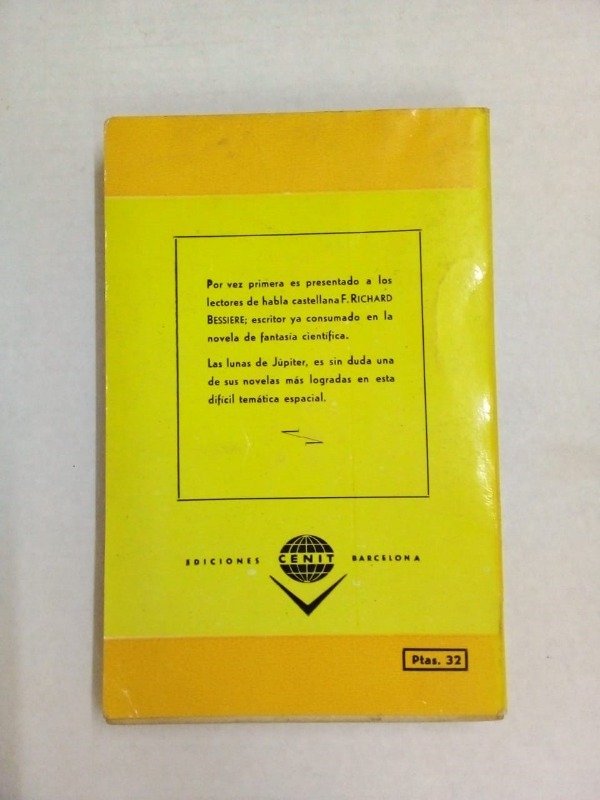 Por vez primera es presentado a los
lectores de habla castellana F. RICHARD
BESSIERE; escritor ya consumado en la
novela de fantasía científica.
Las lunas de Júpiter, es sin duda una
de sus novelas más logradas en esta
difícil temática espacial.
EDICIONES CENIT BARCELONA
Ptas. 32